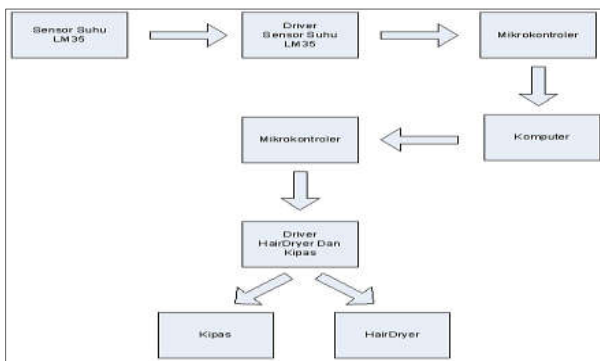 Sensor Suhu
LM35
Driver
Sensor Suhu
LM35
Mikrokontroler
Komputer
Mikrokontroler
Driver
HairDryer Dan
Kipas
Kipas
HairDryer